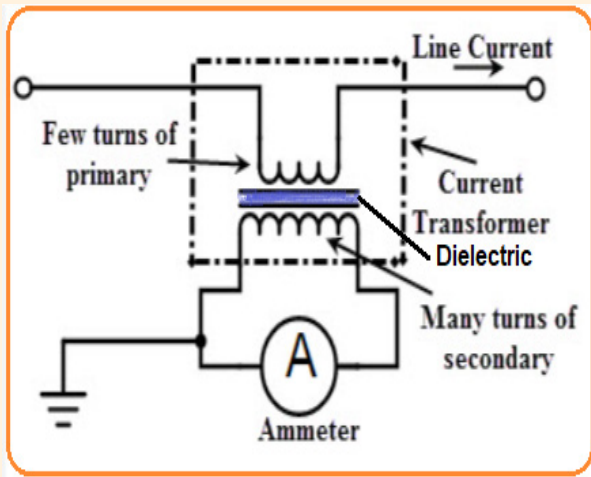 Line Current
Few turns of
primary
Current
Transformer
Dielectric
Many turns of
secondary
A
Ammeter